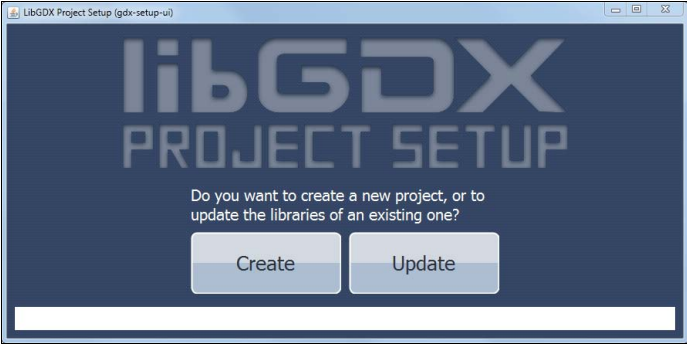 LibGDX Project Setup (gdx-setup-ui)
libGDX
PROJECT SETUP
Do you want to create a new project, or to
update the libraries of an existing one?
Create Update